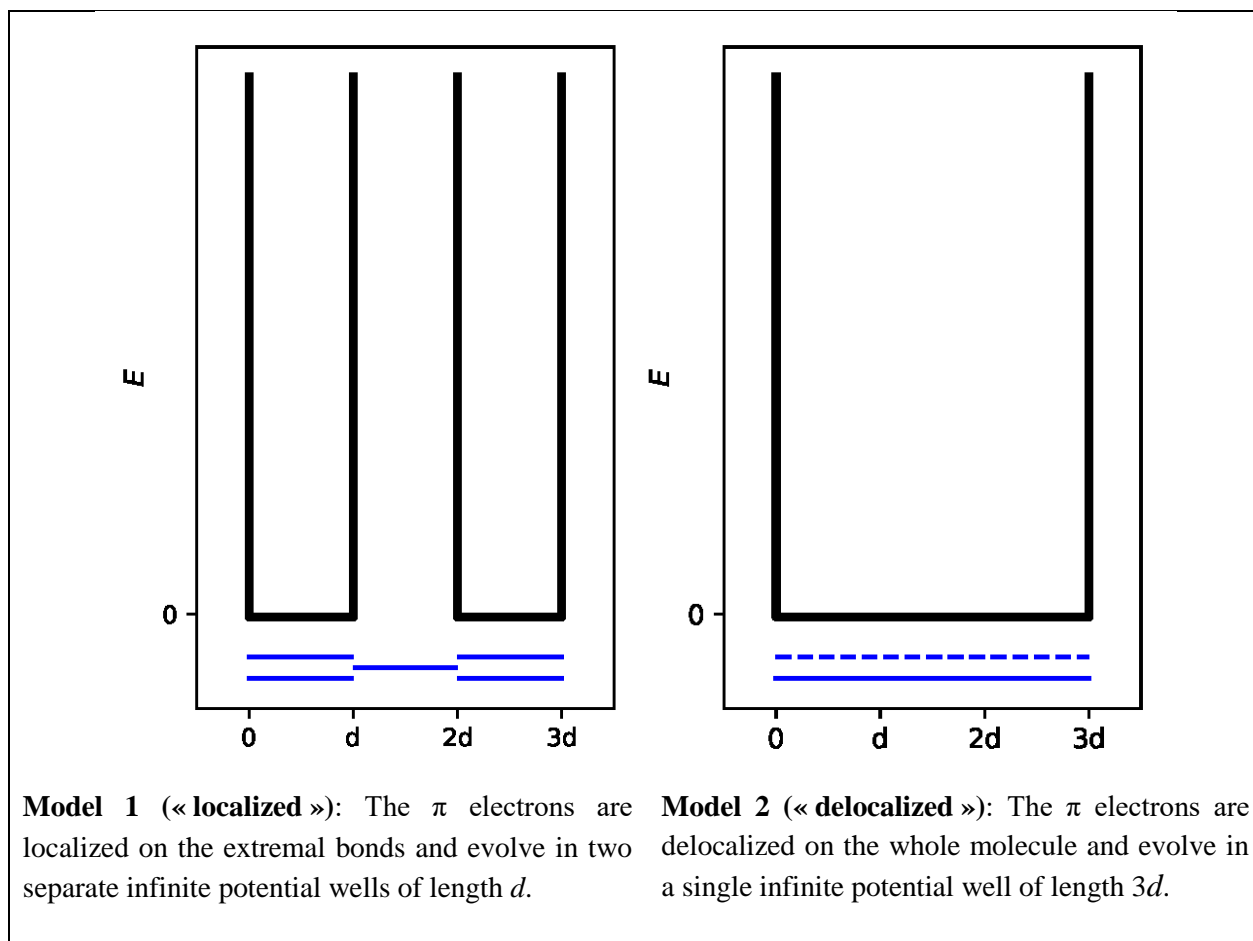 E
0
0 d 2d 3d
E
0
0 d 2d 3d
Model 1 (« localized »): The π electrons are
localized on the extremal bonds and evolve in two
separate infinite potential wells of length d.
Model 2 (« delocalized »): The π electrons are
delocalized on the whole molecule and evolve in
a single infinite potential well of length 3d.